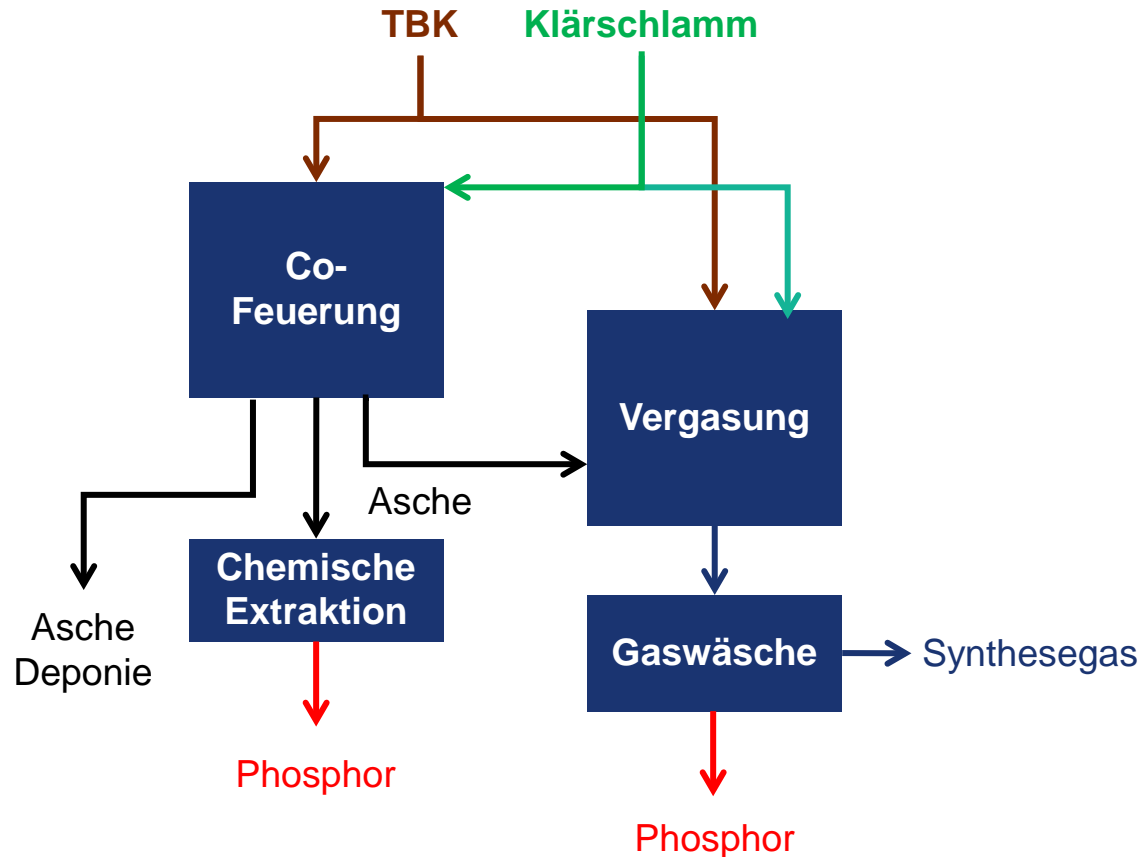 TBK
Klärschlamm
Co-
Feuerung
Vergasung
Asche
Chemische
Extraktion
Asche
Deponie
Gaswäsche
Synthesegas
Phosphor
Phosphor